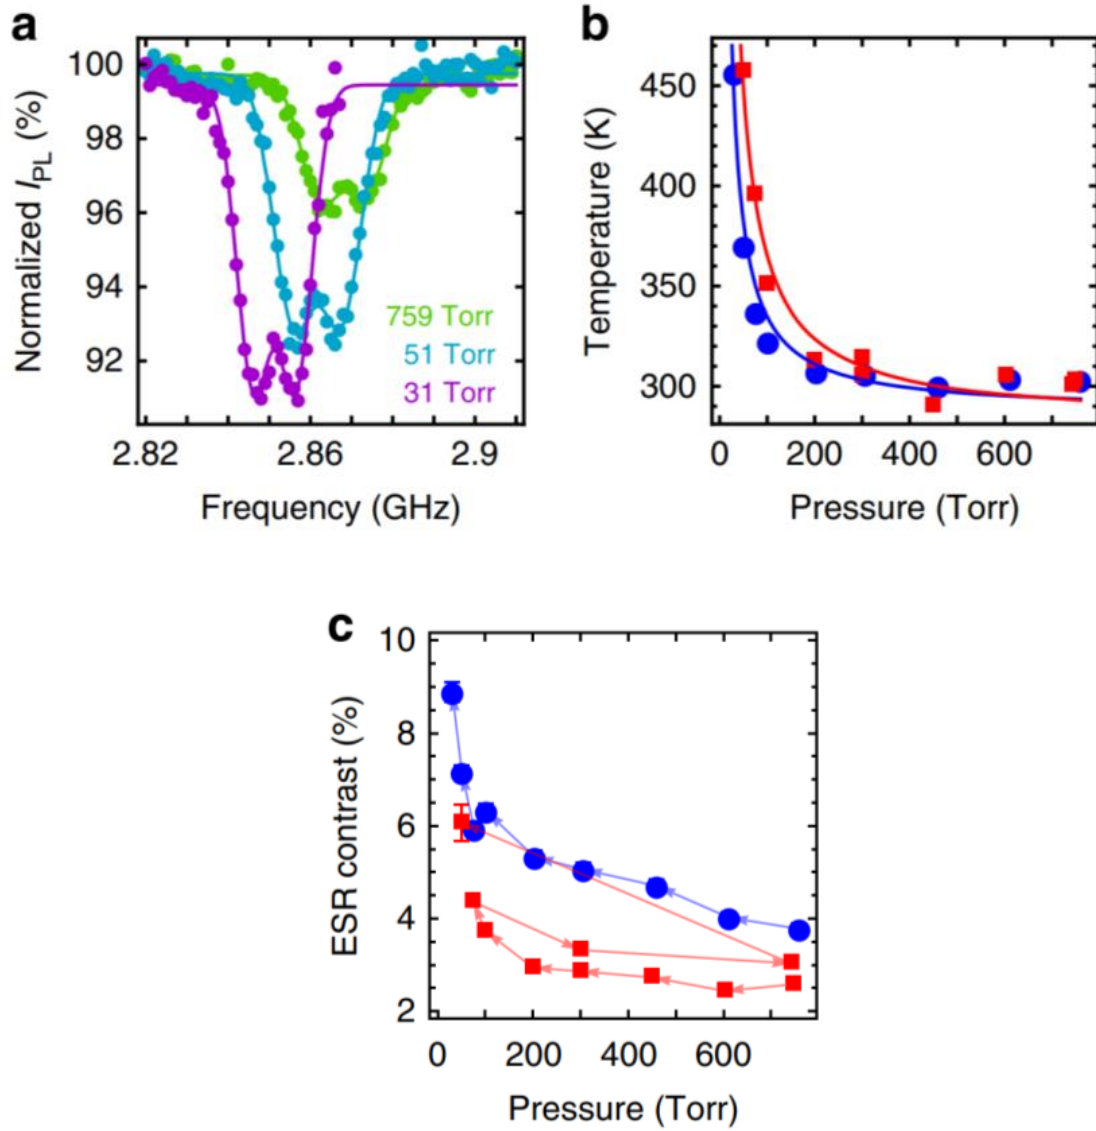 a
Normalized I_PL (%)
100
98
96
94
92
759 Torr
51 Torr
31 Torr
2.82
2.86
2.9
Frequency (GHz)
b
Temperature (K)
450
400
350
300
0
200
400
600
Pressure (Torr)
c
ESR contrast (%)
10
8
6
4
2
0
200
400
600
Pressure (Torr)